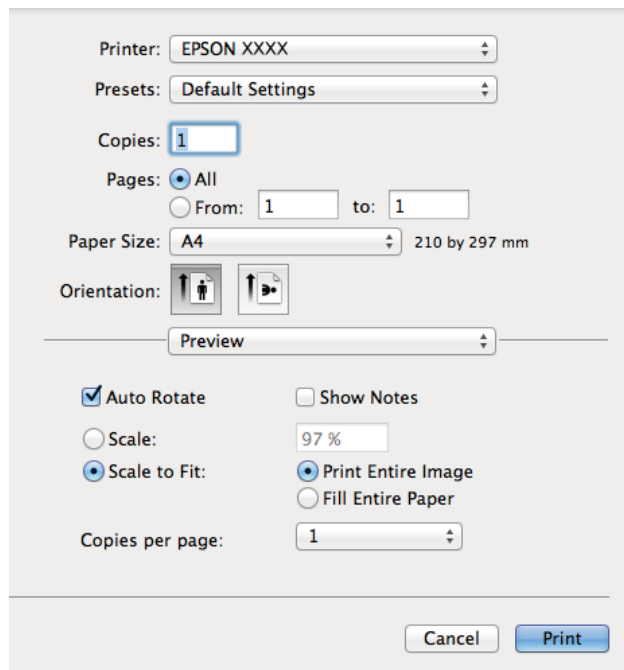 Printer: EPSON XXXX
Presets: Default Settings
Copies: 1
Pages: All
From: 1 to: 1
Paper Size: A4 210 by 297 mm
Orientation:
Preview
Auto Rotate Show Notes
Scale: 97 %
Scale to Fit: Print Entire Image
Fill Entire Paper
Copies per page: 1
Cancel Print